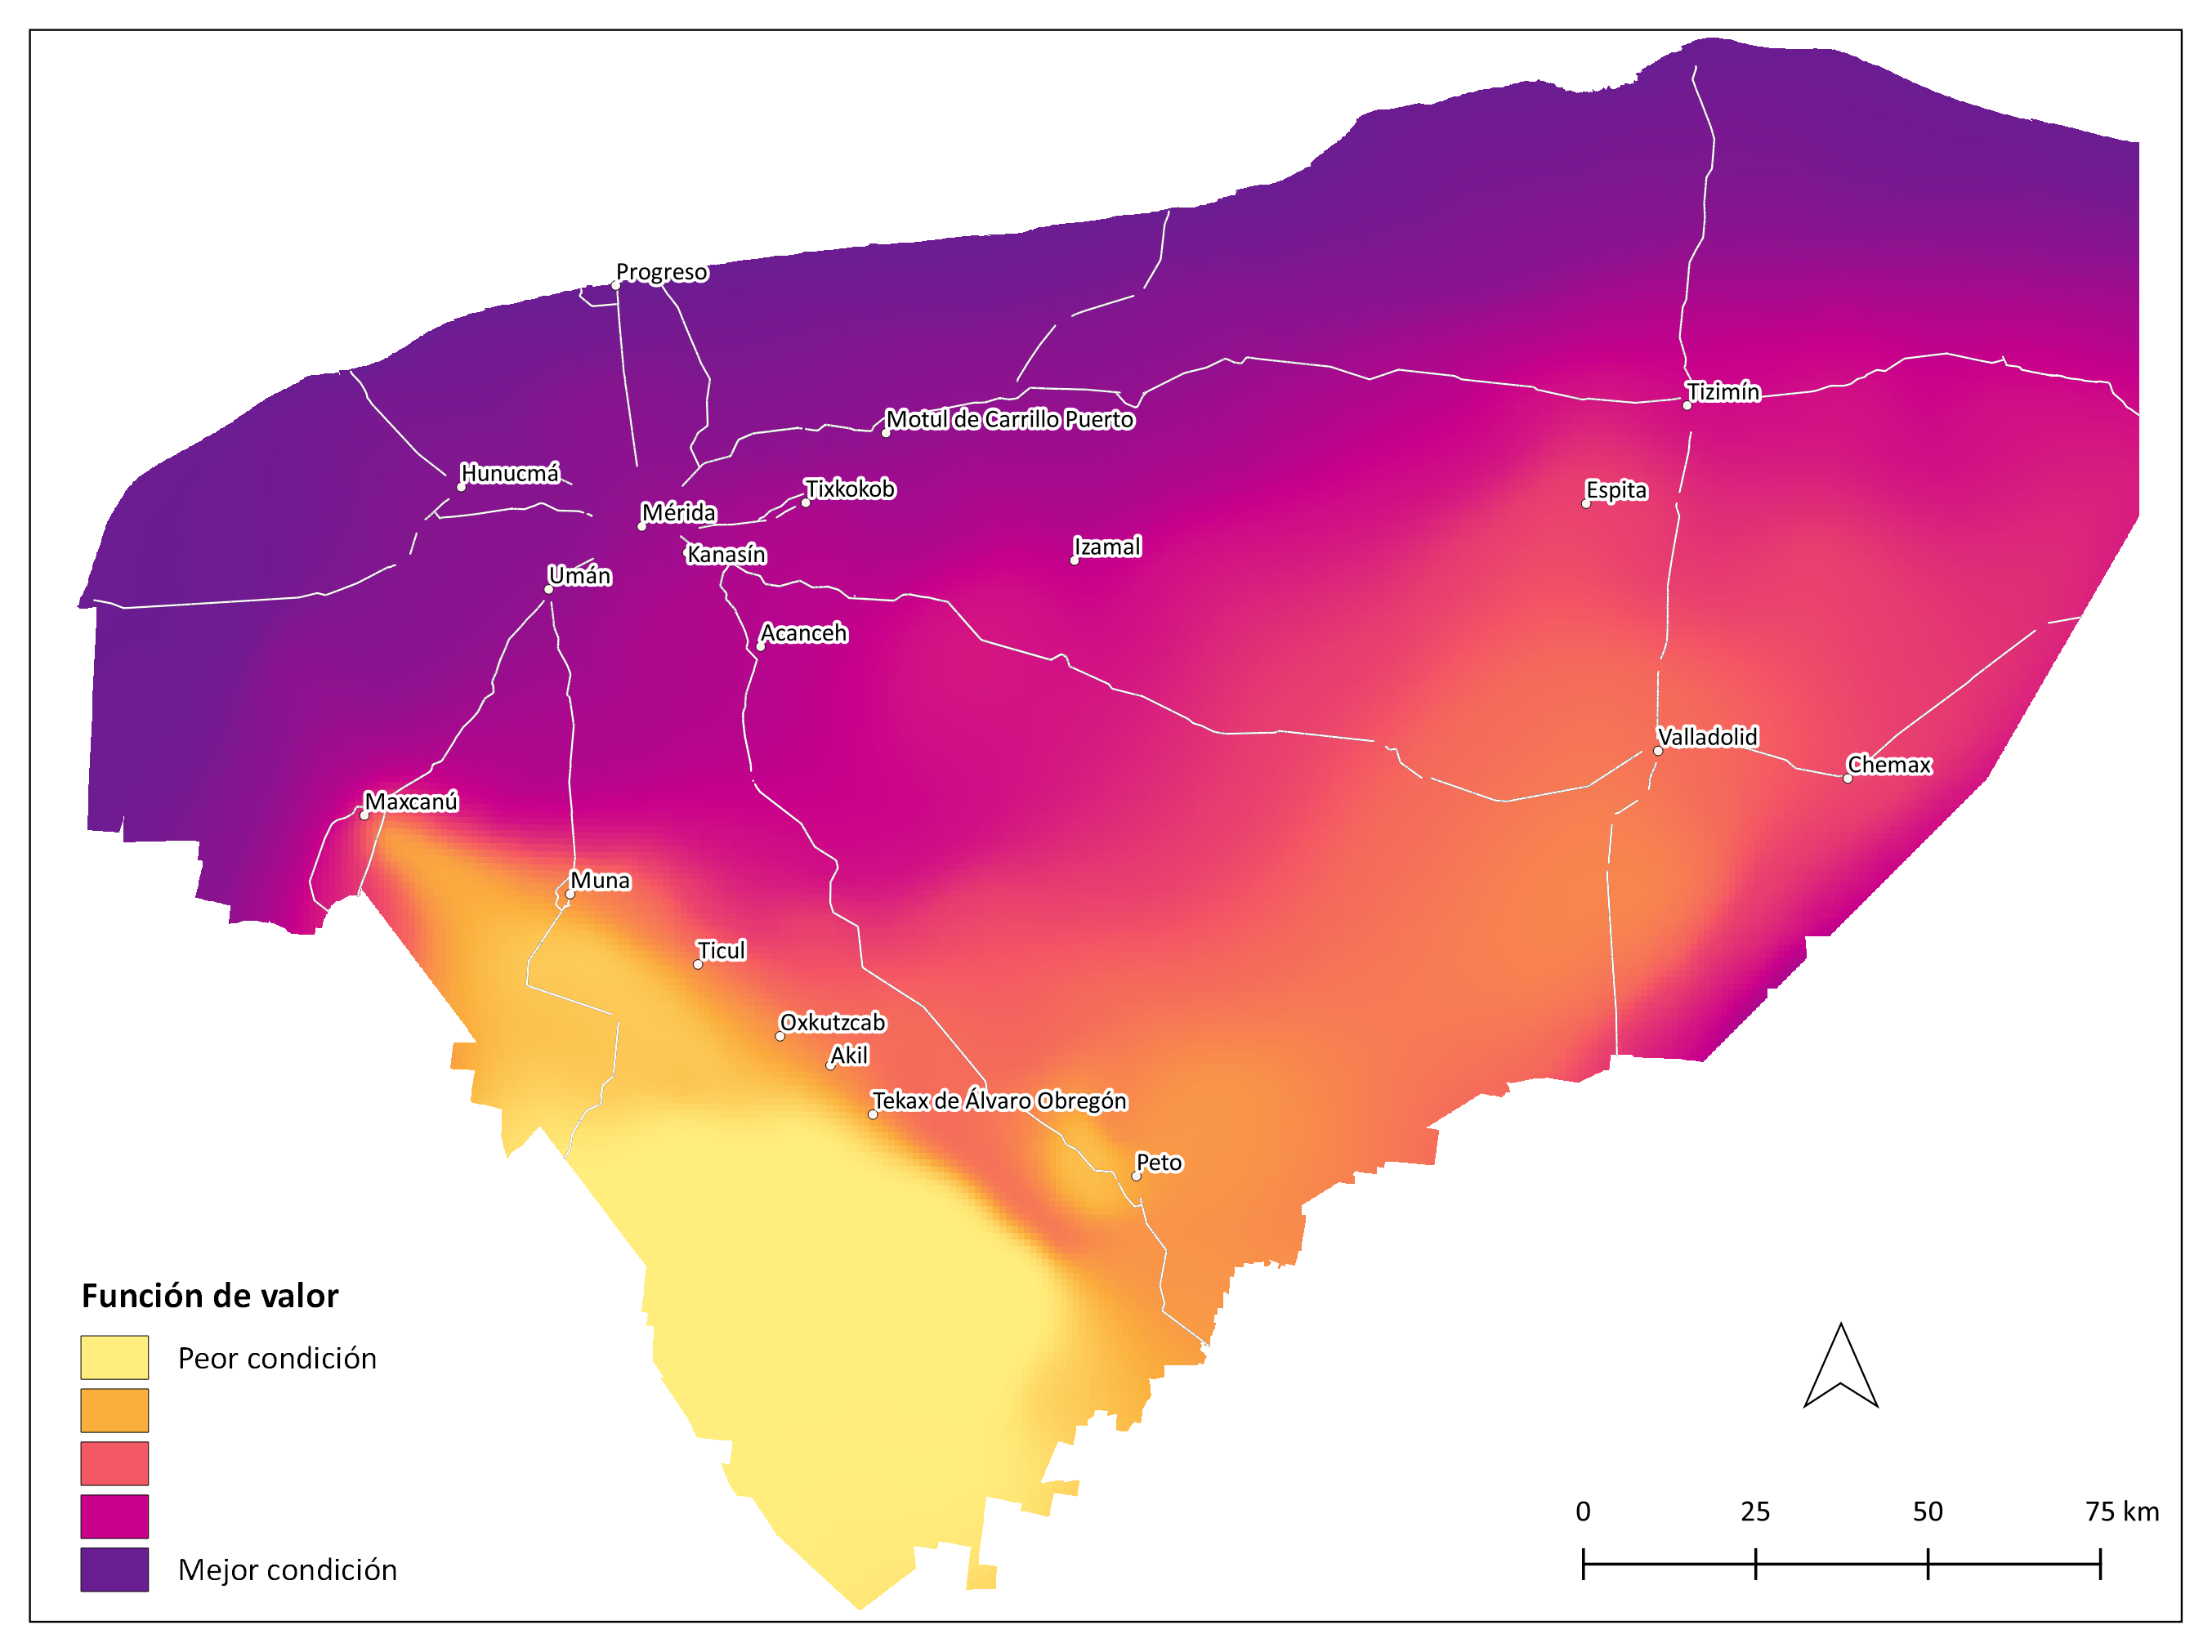 Progreso
Tizimín
Motul de Carrillo Puerto
Hunucmá
Tixkokob
Espita
Mérida
Izamal
Kanasín
Umán
Acanceh
Valladolid
Chemax
Maxcanú
Muna
Ticul
Oxkutzcab
Akil
Tekax de Álvaro Obregón
Peto
Función de valor
Peor condición
Mejor condición
0 25 50 75 km